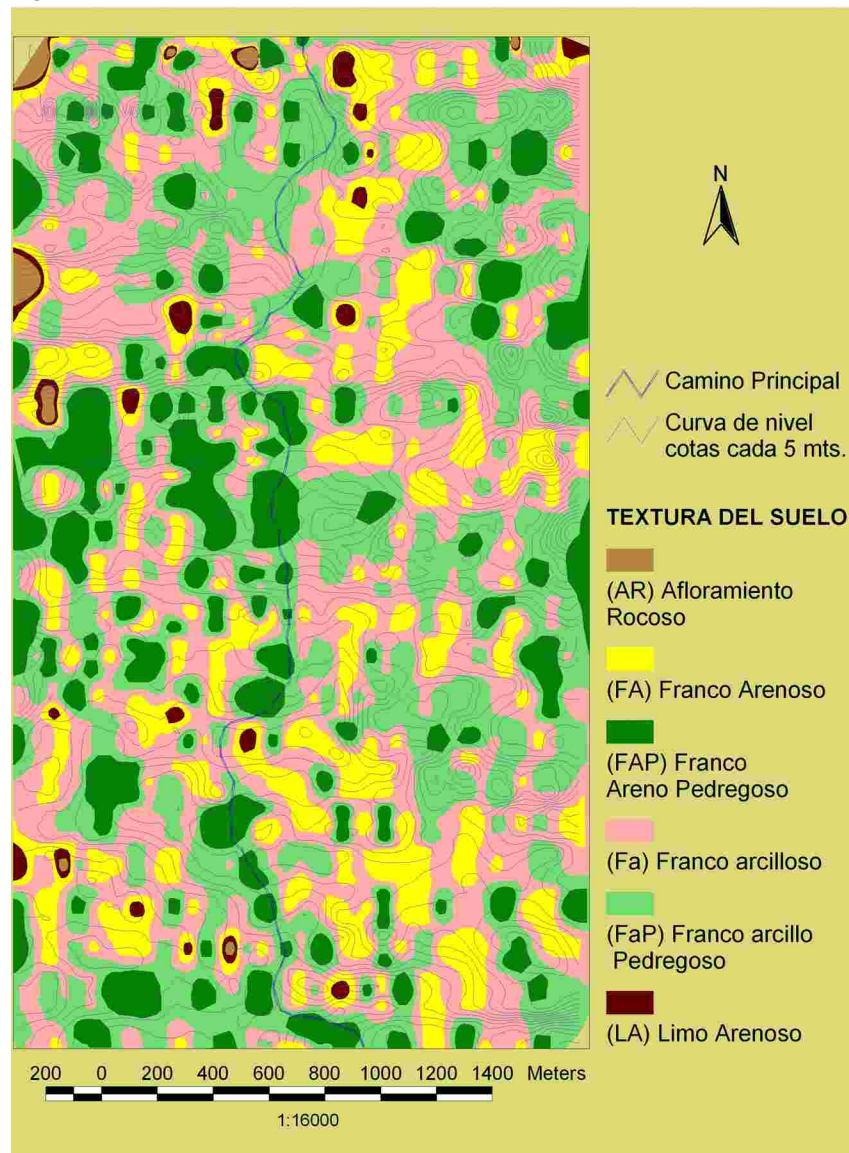 N
Camino Principal
Curva de nivel
cotas cada 5 mts.
TEXTURA DEL SUELO
(AR) Afloramiento
Rocoso
(FA) Franco Arenoso
(FAP) Franco
Areno Pedregoso
(Fa) Franco arcilloso
(FaP) Franco arcillo
Pedregoso
(LA) Limo Arenoso
200 0 200 400 600 800 1000 1200 1400 Meters
1:16000